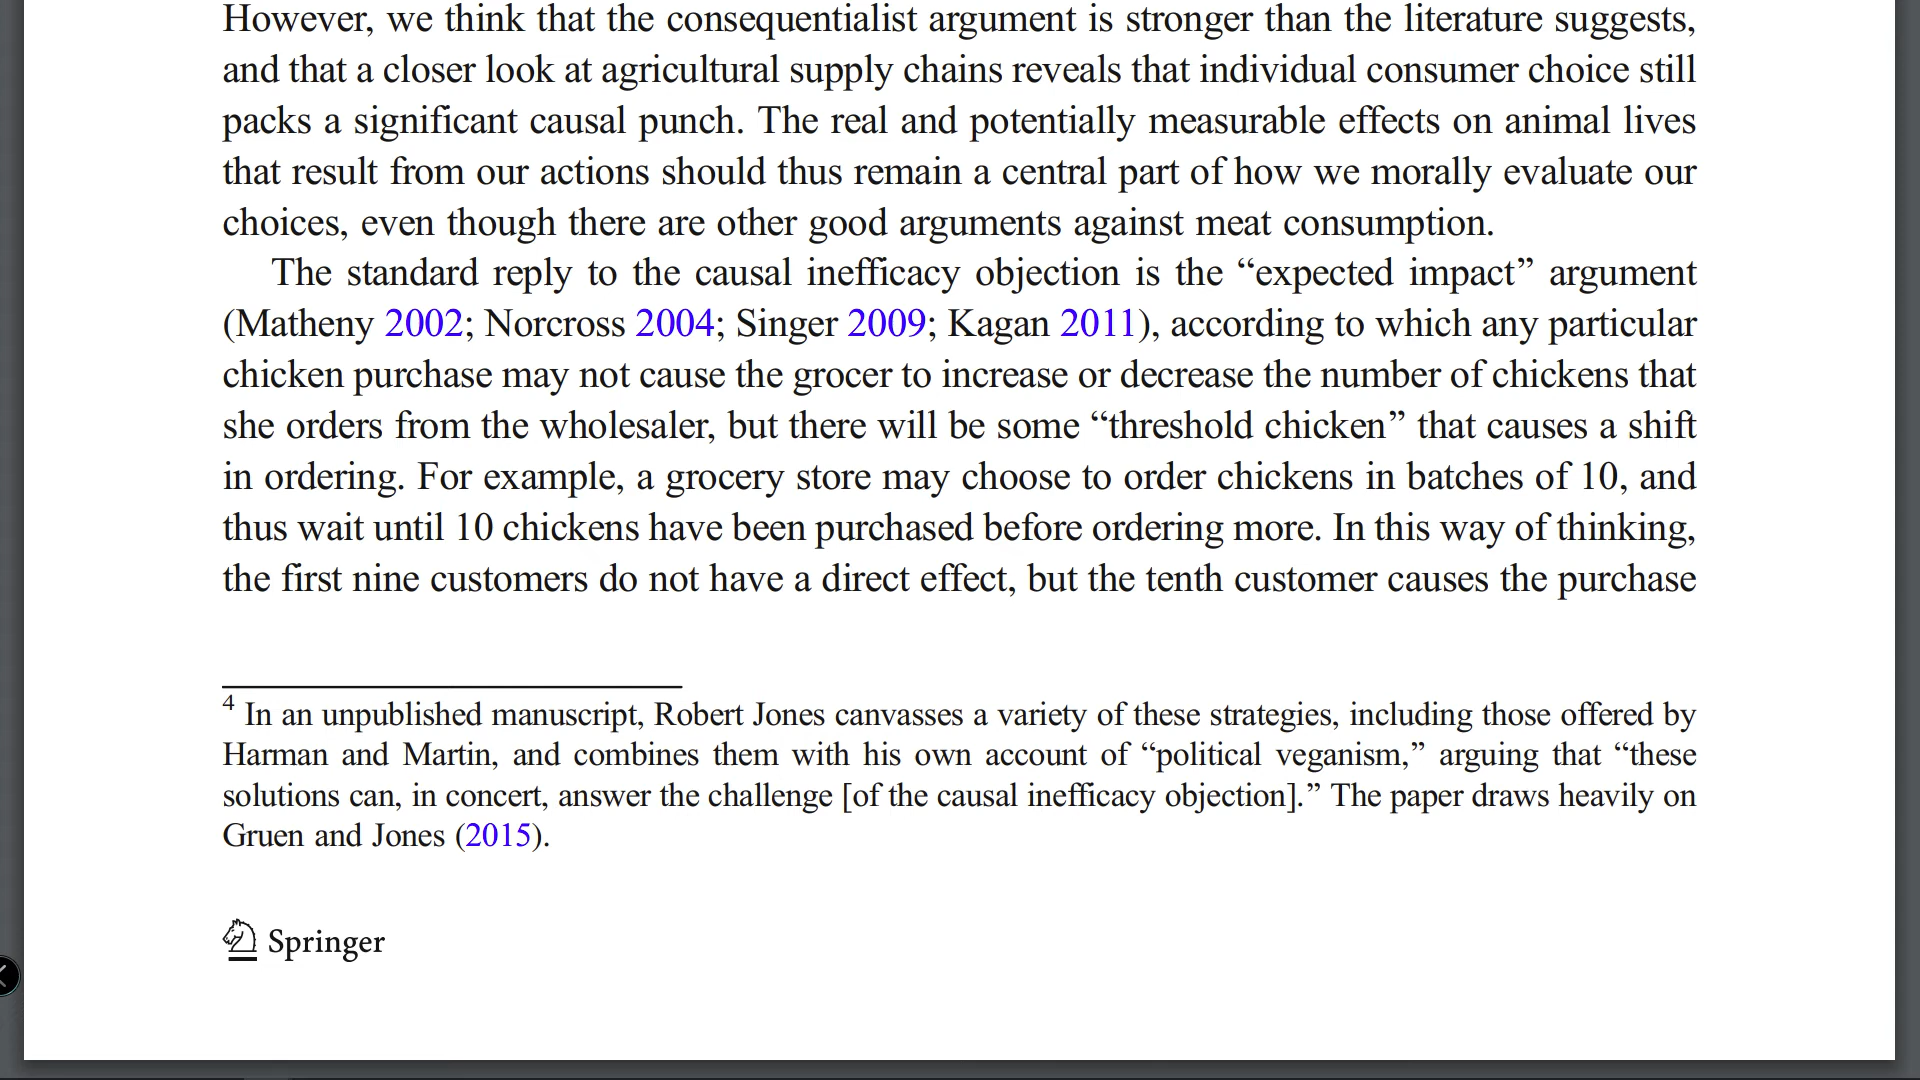 However, we think that the consequentialist argument is stronger than the literature suggests,
and that a closer look at agricultural supply chains reveals that individual consumer choice still
packs a significant causal punch. The real and potentially measurable effects on animal lives
that result from our actions should thus remain a central part of how we morally evaluate our
choices, even though there are other good arguments against meat consumption.
The standard reply to the causal inefficacy objection is the “expected impact” argument
(Matheny 2002; Norcross 2004; Singer 2009; Kagan 2011), according to which any particular
chicken purchase may not cause the grocer to increase or decrease the number of chickens that
she orders from the wholesaler, but there will be some “threshold chicken” that causes a shift
in ordering. For example, a grocery store may choose to order chickens in batches of 10, and
thus wait until 10 chickens have been purchased before ordering more. In this way of thinking,
the first nine customers do not have a direct effect, but the tenth customer causes the purchase
4 In an unpublished manuscript, Robert Jones canvasses a variety of these strategies, including those offered by
Harman and Martin, and combines them with his own account of “political veganism,” arguing that “these
solutions can, in concert, answer the challenge [of the causal inefficacy objection].” The paper draws heavily on
Gruen and Jones (2015).
Springer